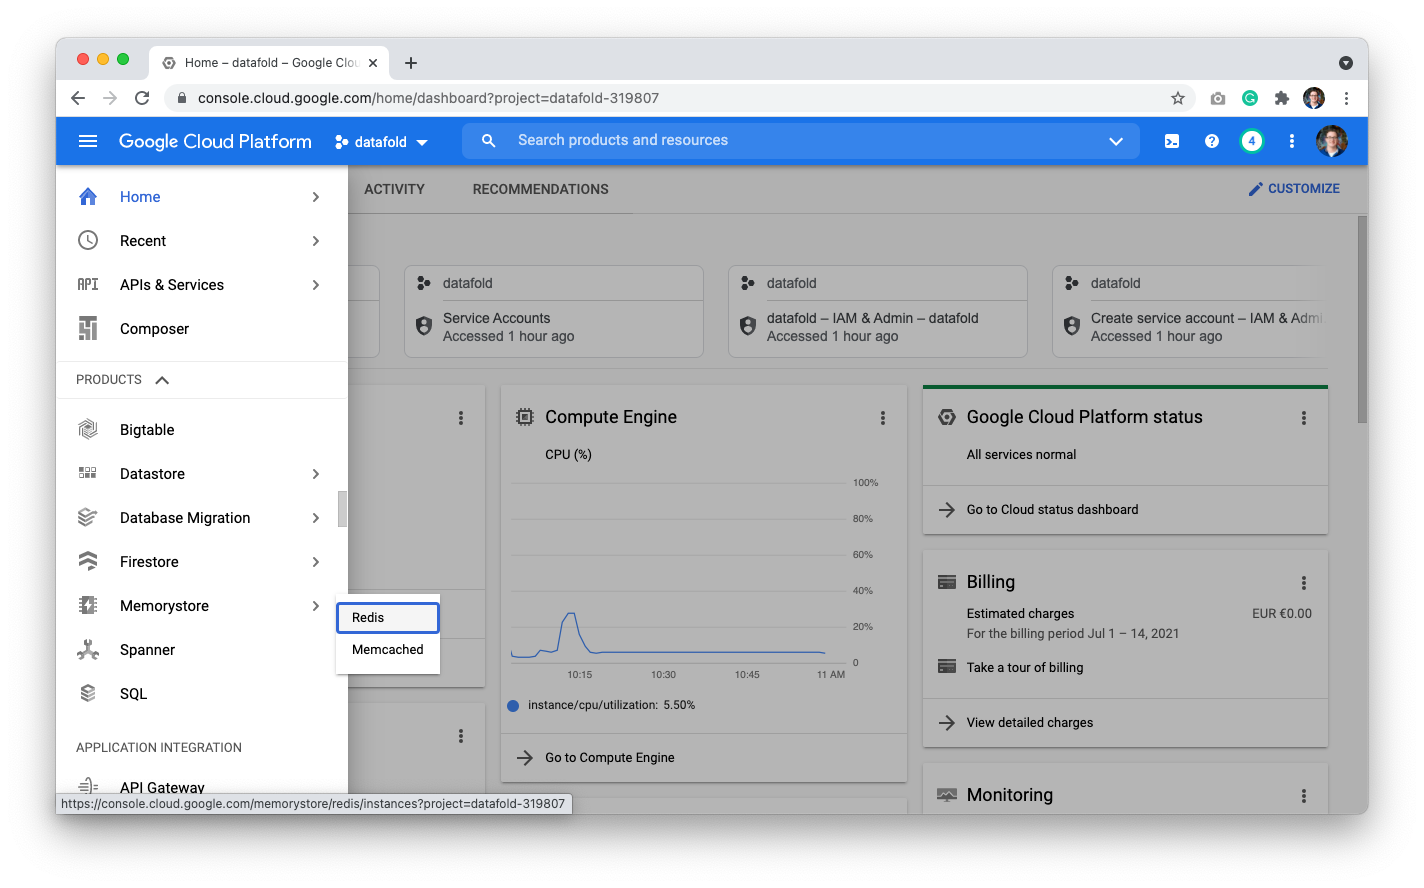 Home – datafold – Google Clou
console.cloud.google.com/home/dashboard?project=datafold-319807
Google Cloud Platform
datafold
Search products and resources
4
Home
Recent
API APIs & Services
Composer
PRODUCTS
Bigtable
Datastore
Database Migration
Firestore
Memorystore
Spanner
SQL
APPLICATION INTEGRATION
API Gateway
Redis
Memcached
https://console.cloud.google.com/memorystore/redis/instances?project=datafold-319807
ACTIVITY
RECOMMENDATIONS
CUSTOMIZE
datafold
Service Accounts
Accessed 1 hour ago
datafold
datafold – IAM & Admin – datafold
Accessed 1 hour ago
datafold
Create service account – IAM & Admi
Accessed 1 hour ago
Compute Engine
CPU (%)
100%
80%
60%
40%
20%
0
10:15
10:30
10:45
11 AM
instance/cpu/utilization: 5.50%
Go to Compute Engine
Google Cloud Platform status
All services normal
Go to Cloud status dashboard
Billing
Estimated charges EUR €0.00
For the billing period Jul 1 – 14, 2021
Take a tour of billing
View detailed charges
Monitoring